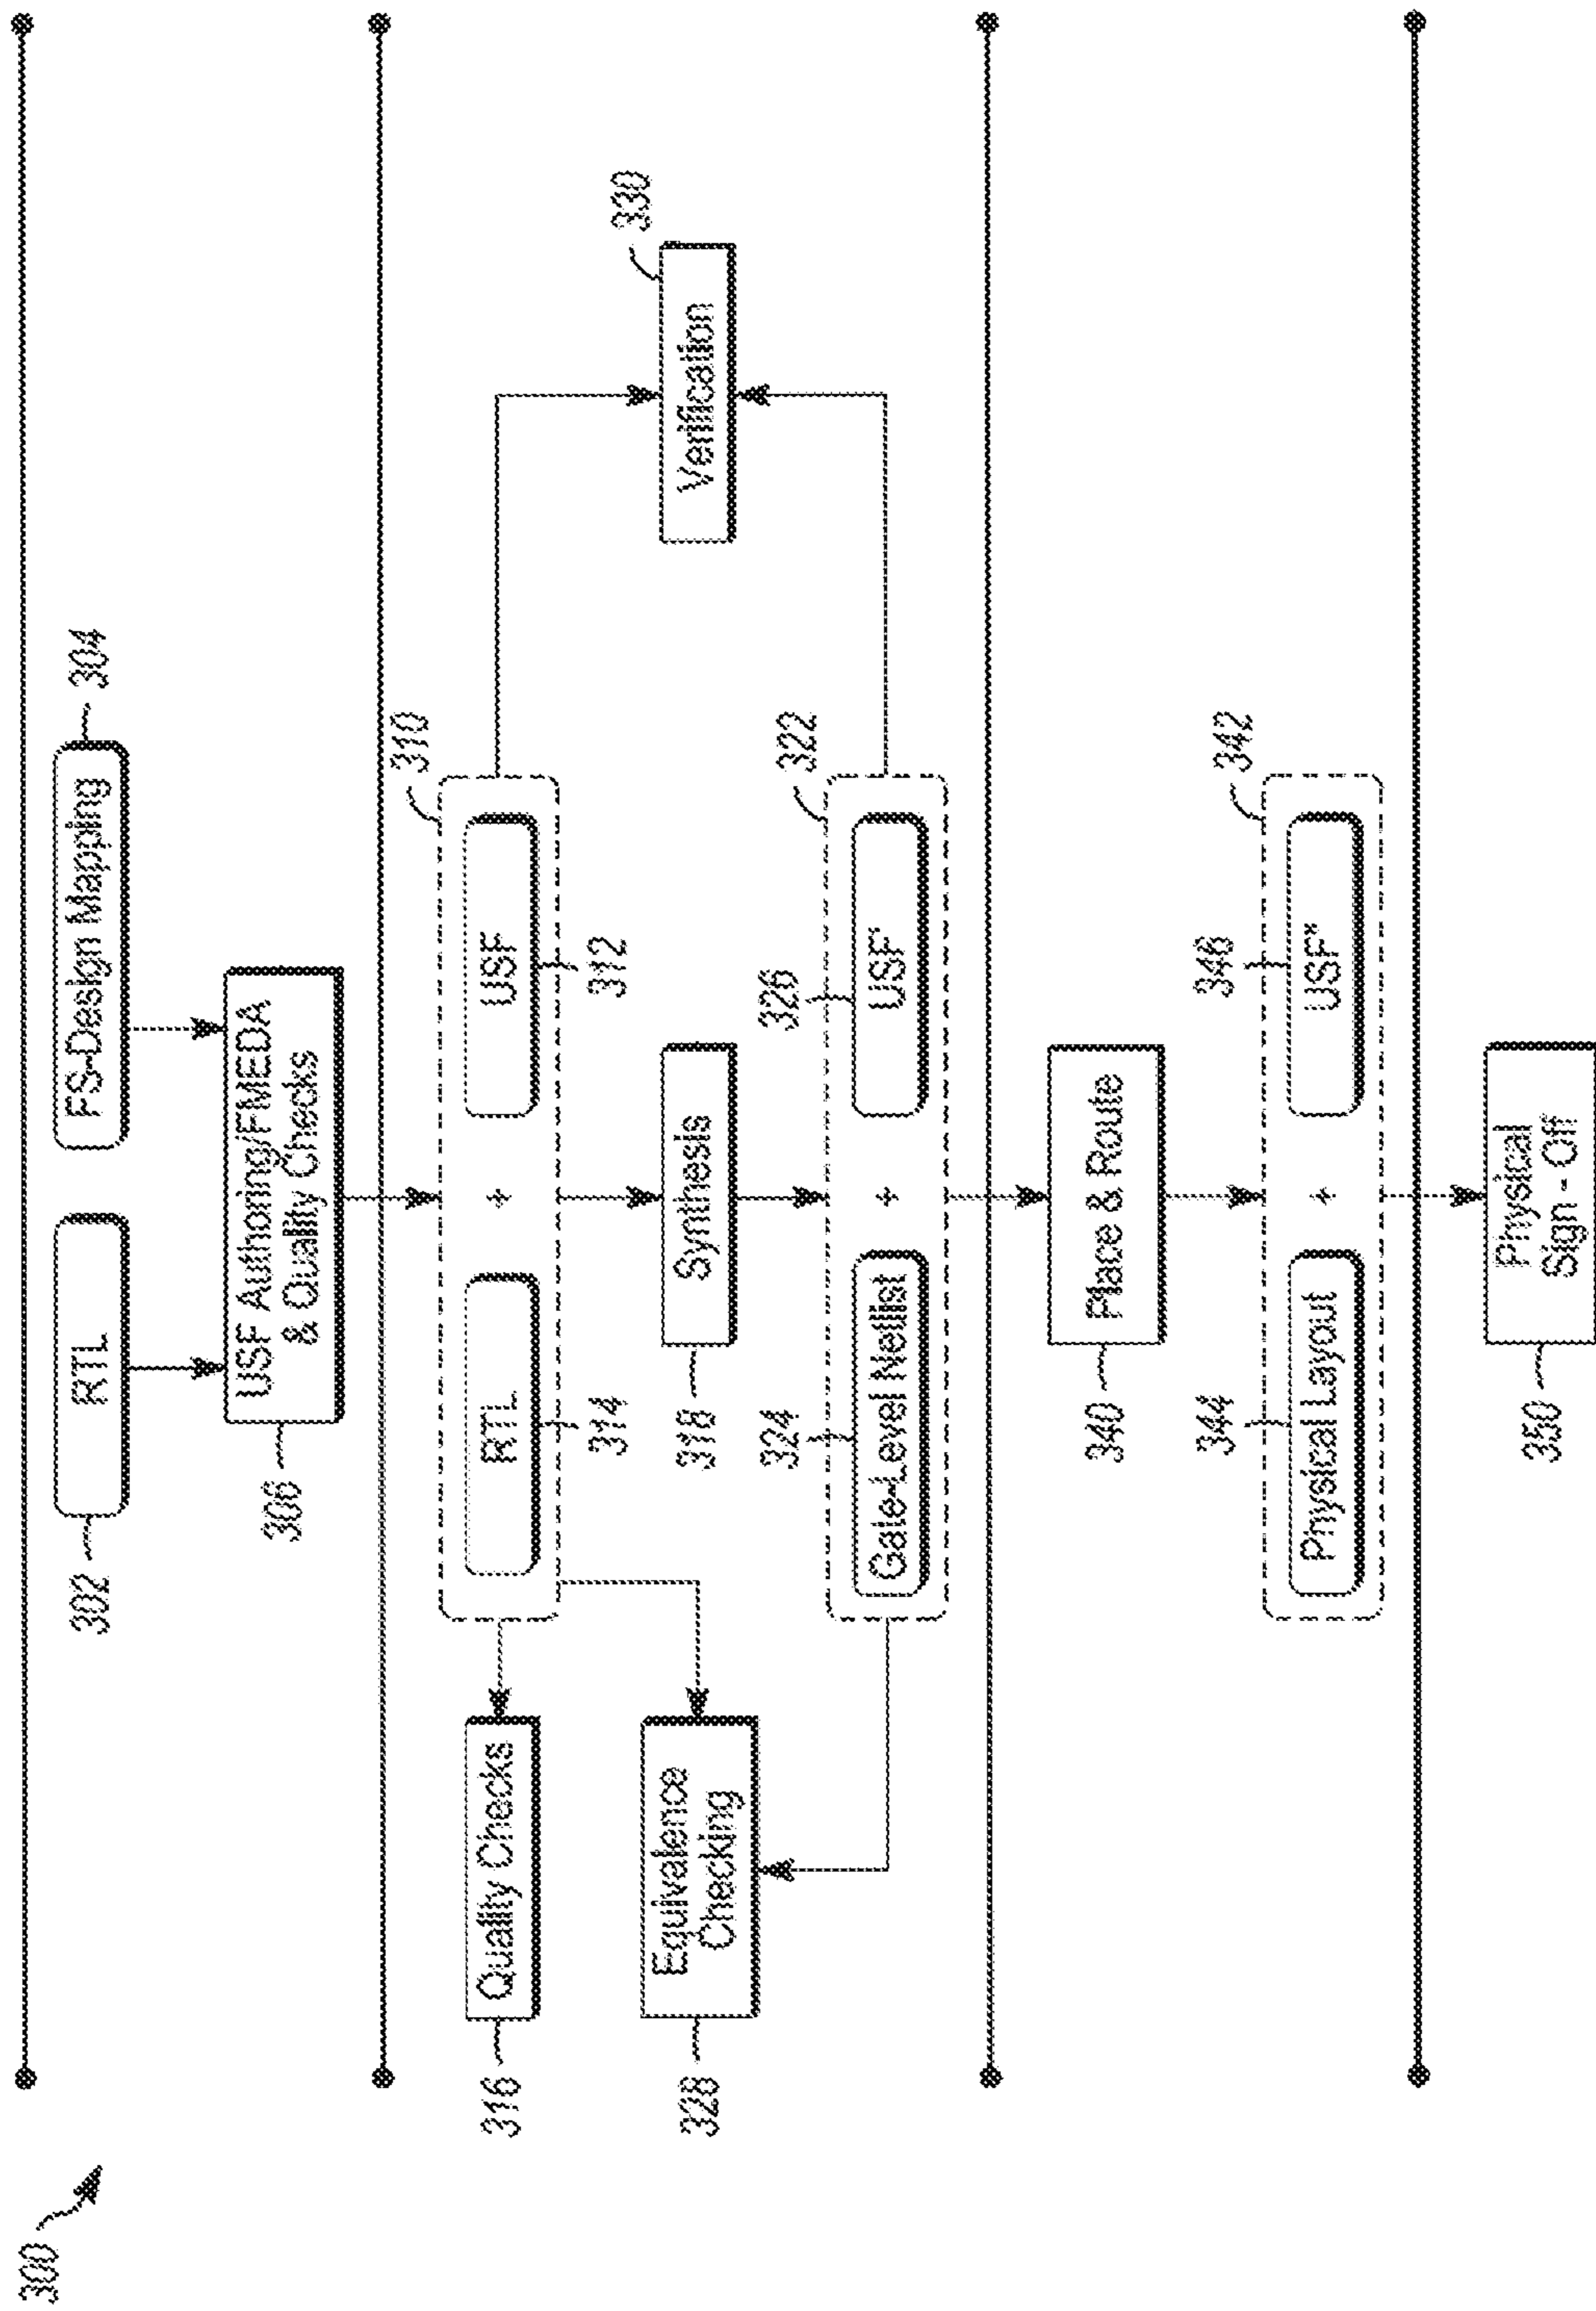 300
302
RTL
FS-Design Mapping
304
306
USF Authoring/FMEDA
& Quality Checks
310
316
Quality Checks
RTL
+
USF
314
312
330
328
Equivalence
Checking
318
Synthesis
Verification
324
326
322
Gate-Level Netlist
+
USF'
340
Place & Route
344
346
342
Physical Layout
+
USF"
350
Physical
Sign - Off